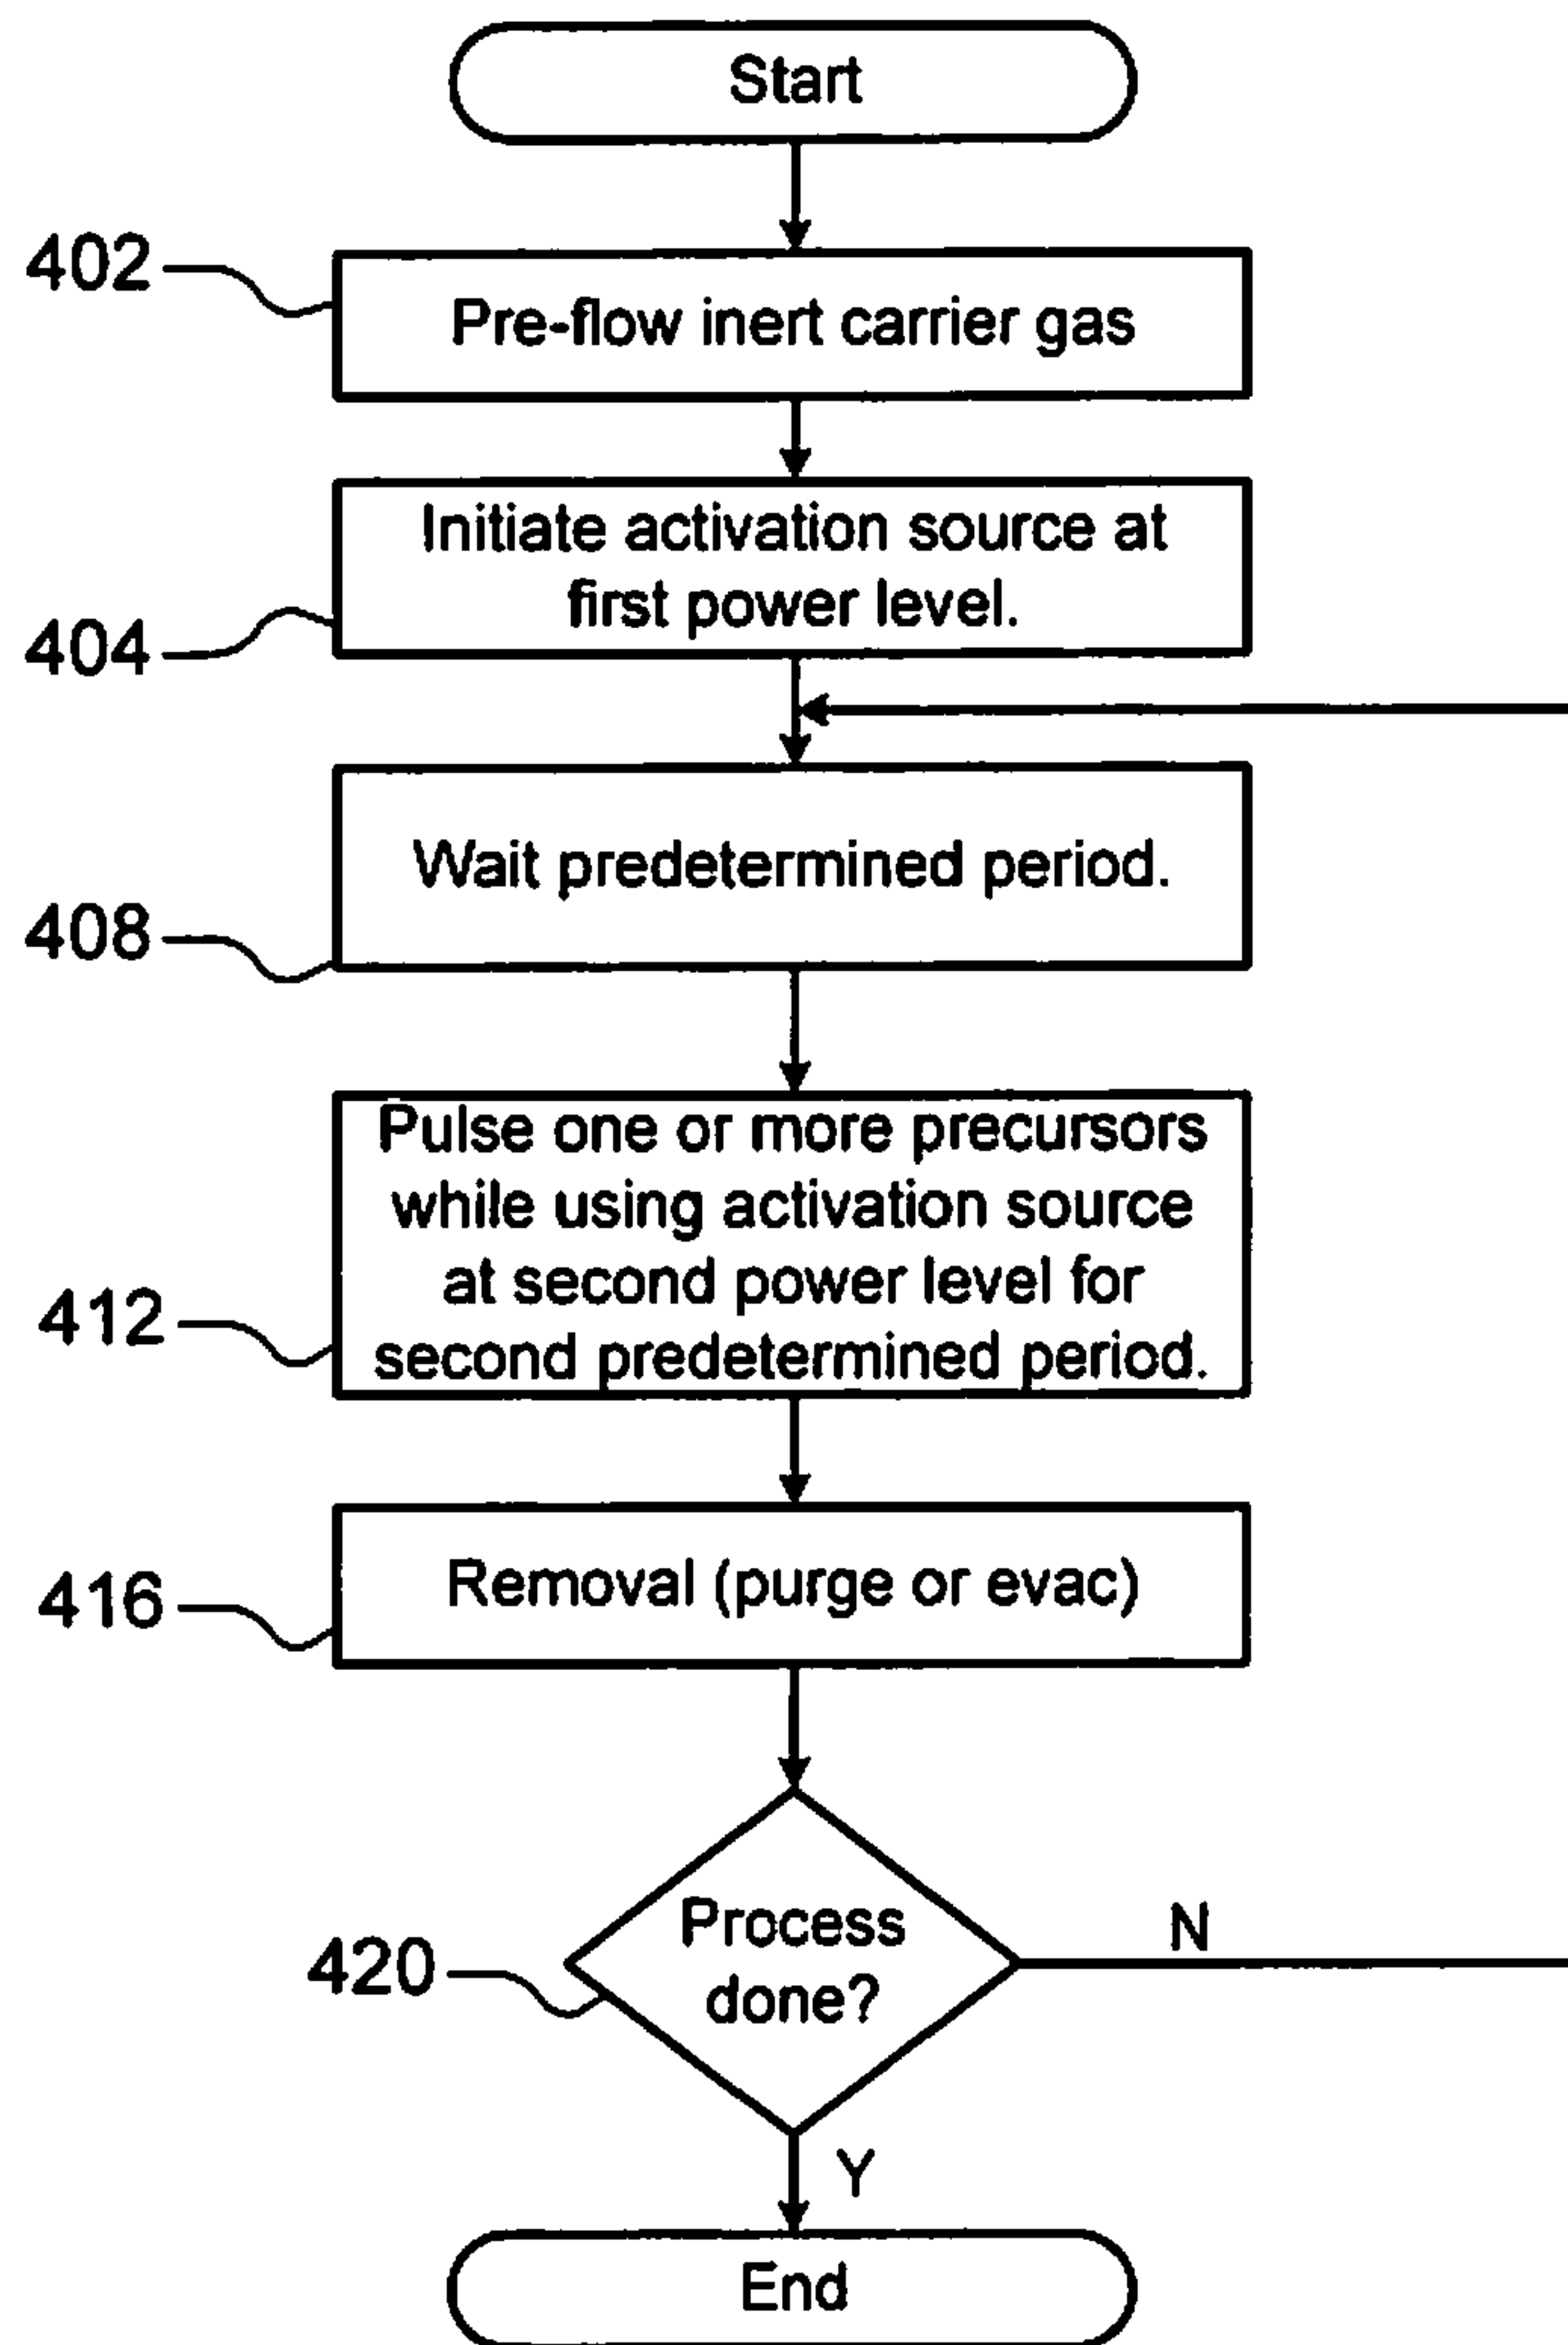 Start
402
Pre-flow inert carrier gas
Initiate activation source at
first power level.
404
Wait predetermined period.
408
Pulse one or more precursors
while using activation source
at second power level for
412
second predetermined period.
Removal (purge or evac)
416
Process
N
420
done?
Y
End